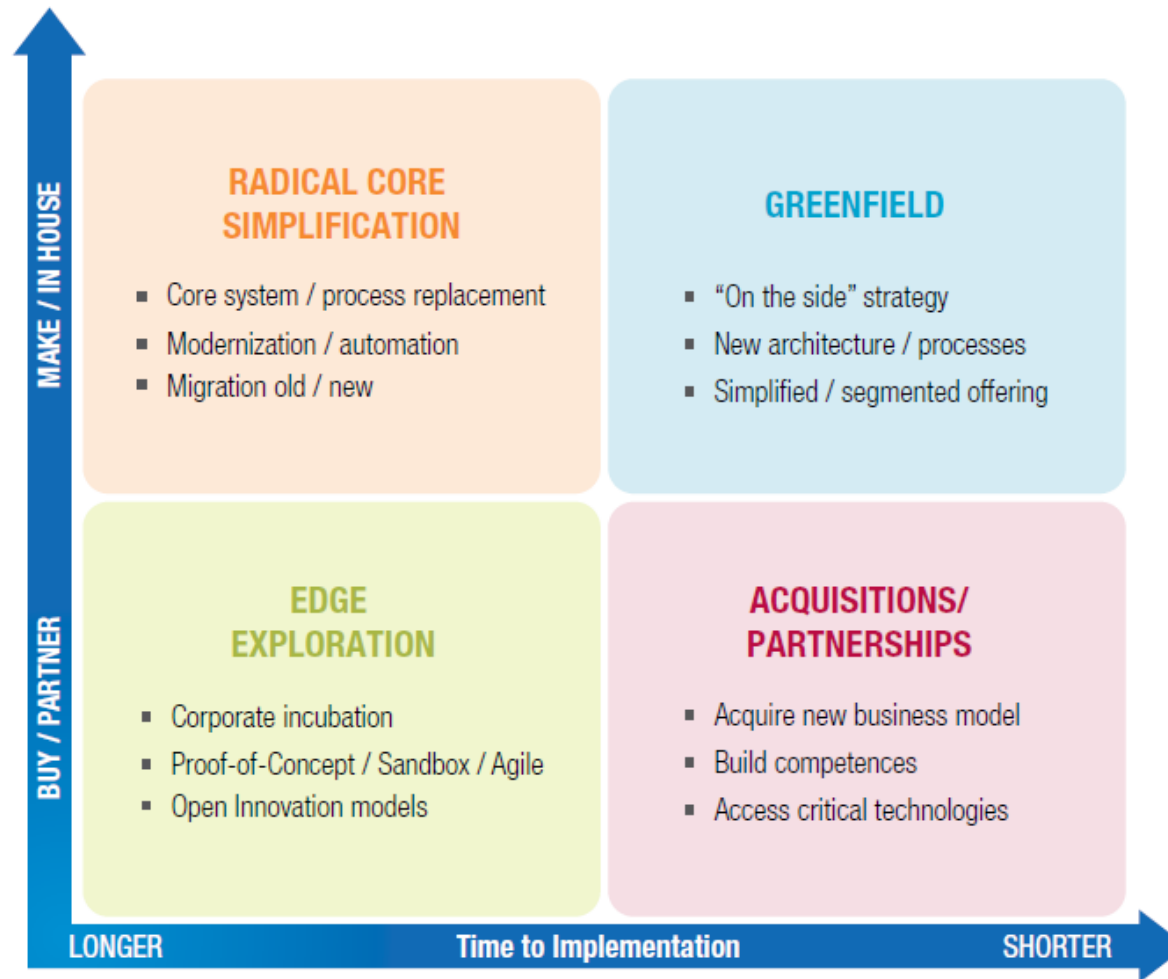 MAKE / IN HOUSE
RADICAL CORE
SIMPLIFICATION
▪ Core system / process replacement
▪ Modernization / automation
▪ Migration old / new
GREENFIELD
▪ “On the side” strategy
▪ New architecture / processes
▪ Simplified / segmented offering
BUY / PARTNER
EDGE
EXPLORATION
▪ Corporate incubation
▪ Proof-of-Concept / Sandbox / Agile
▪ Open Innovation models
ACQUISITIONS/
PARTNERSHIPS
▪ Acquire new business model
▪ Build competences
▪ Access critical technologies
LONGER
Time to Implementation
SHORTER